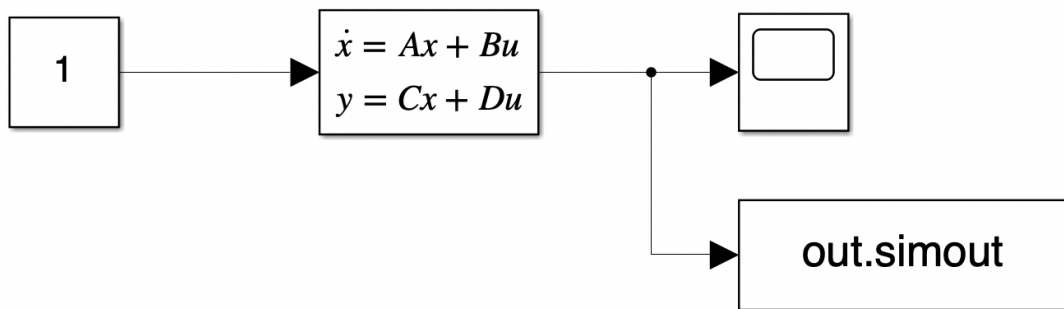 1
ẋ = Ax + Bu
y = Cx + Du
out.simout